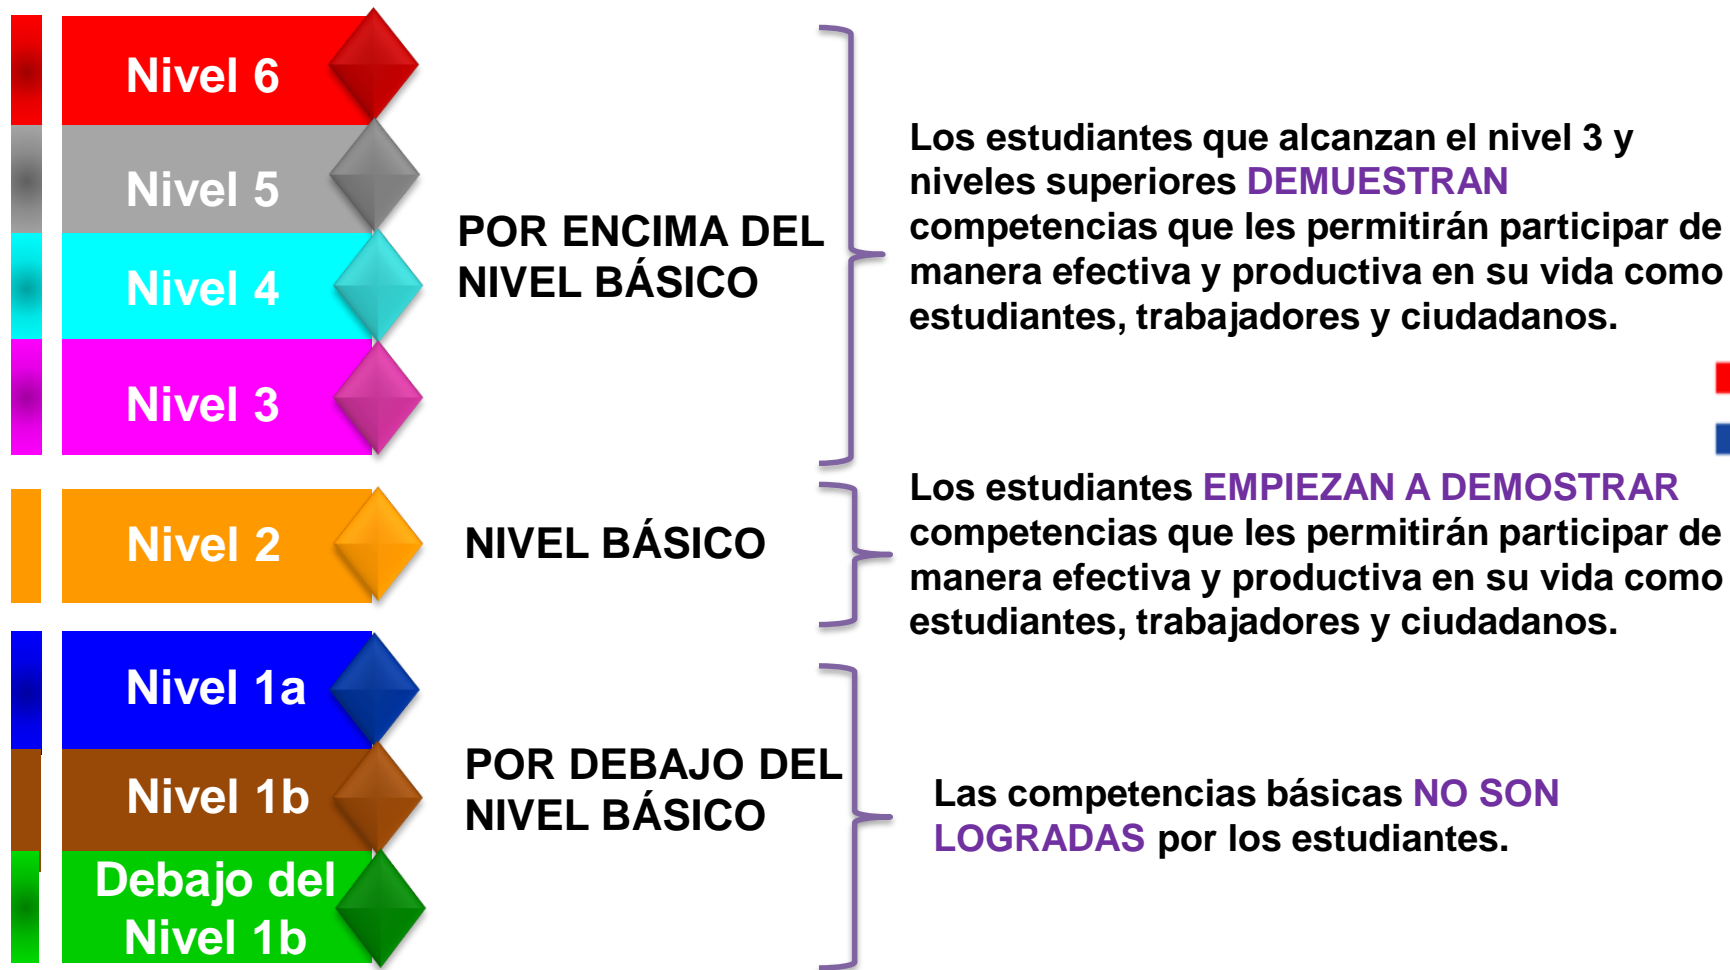 Nivel 6
Nivel 5
Nivel 4
Nivel 3
POR ENCIMA DEL
NIVEL BÁSICO
Los estudiantes que alcanzan el nivel 3 y
niveles superiores DEMUESTRAN
competencias que les permitirán participar de
manera efectiva y productiva en su vida como
estudiantes, trabajadores y ciudadanos.
Nivel 2
NIVEL BÁSICO
Los estudiantes EMPIEZAN A DEMOSTRAR
competencias que les permitirán participar de
manera efectiva y productiva en su vida como
estudiantes, trabajadores y ciudadanos.
Nivel 1a
Nivel 1b
Debajo del
Nivel 1b
POR DEBAJO DEL
NIVEL BÁSICO
Las competencias básicas NO SON
LOGRADAS por los estudiantes.